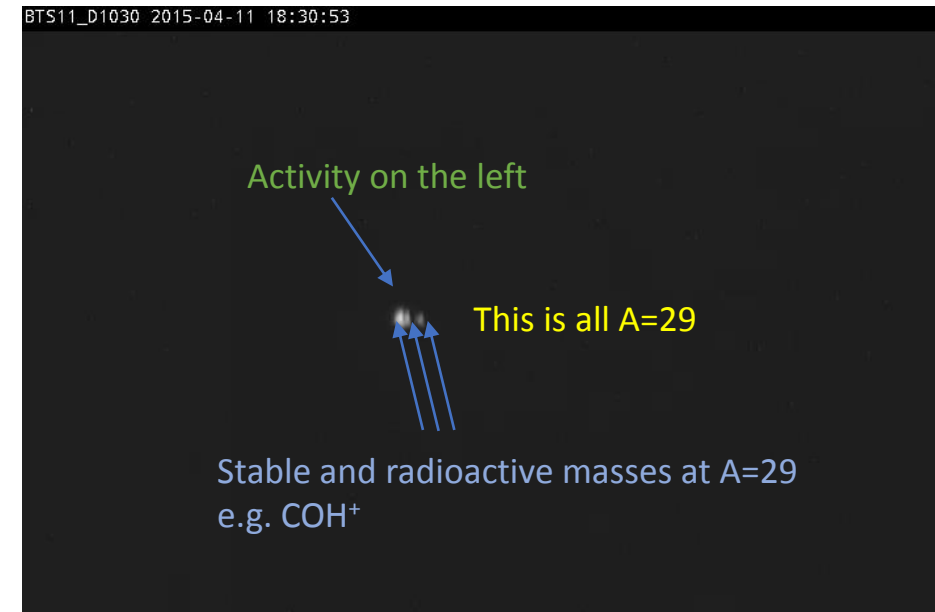 BTS11_D1030 2015-04-11 18:30:53
Activity on the left
This is all A=29
Stable and radioactive masses at A=29
e.g. COH⁺